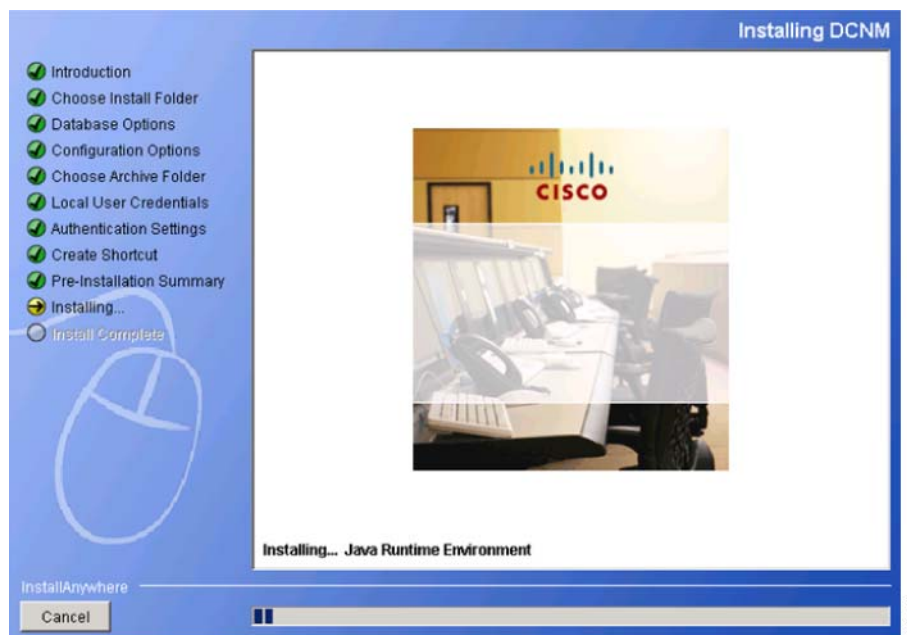 Installing DCNM
Introduction
Choose Install Folder
Database Options
Configuration Options
Choose Archive Folder
Local User Credentials
Authentication Settings
Create Shortcut
Pre-Installation Summary
Installing...
Install Complete
CISCO
Installing... Java Runtime Environment
InstallAnywhere
Cancel